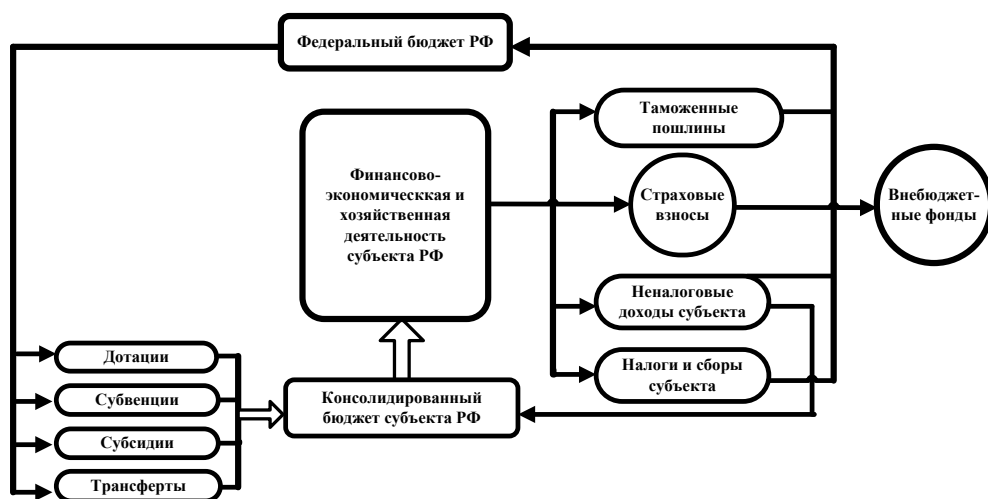 Федеральный бюджет РФ
Таможенные
пошлины
Финансово-
экономическкая и
хозяйственная
деятельность
субъекта РФ
Страховые
взносы
Внебюджет-
ные фонды
Неналоговые
доходы субъекта
Дотации
Налоги и сборы
субъекта
Субвенции
Консолидированный
бюджет субъекта РФ
Субсидии
Трансферты